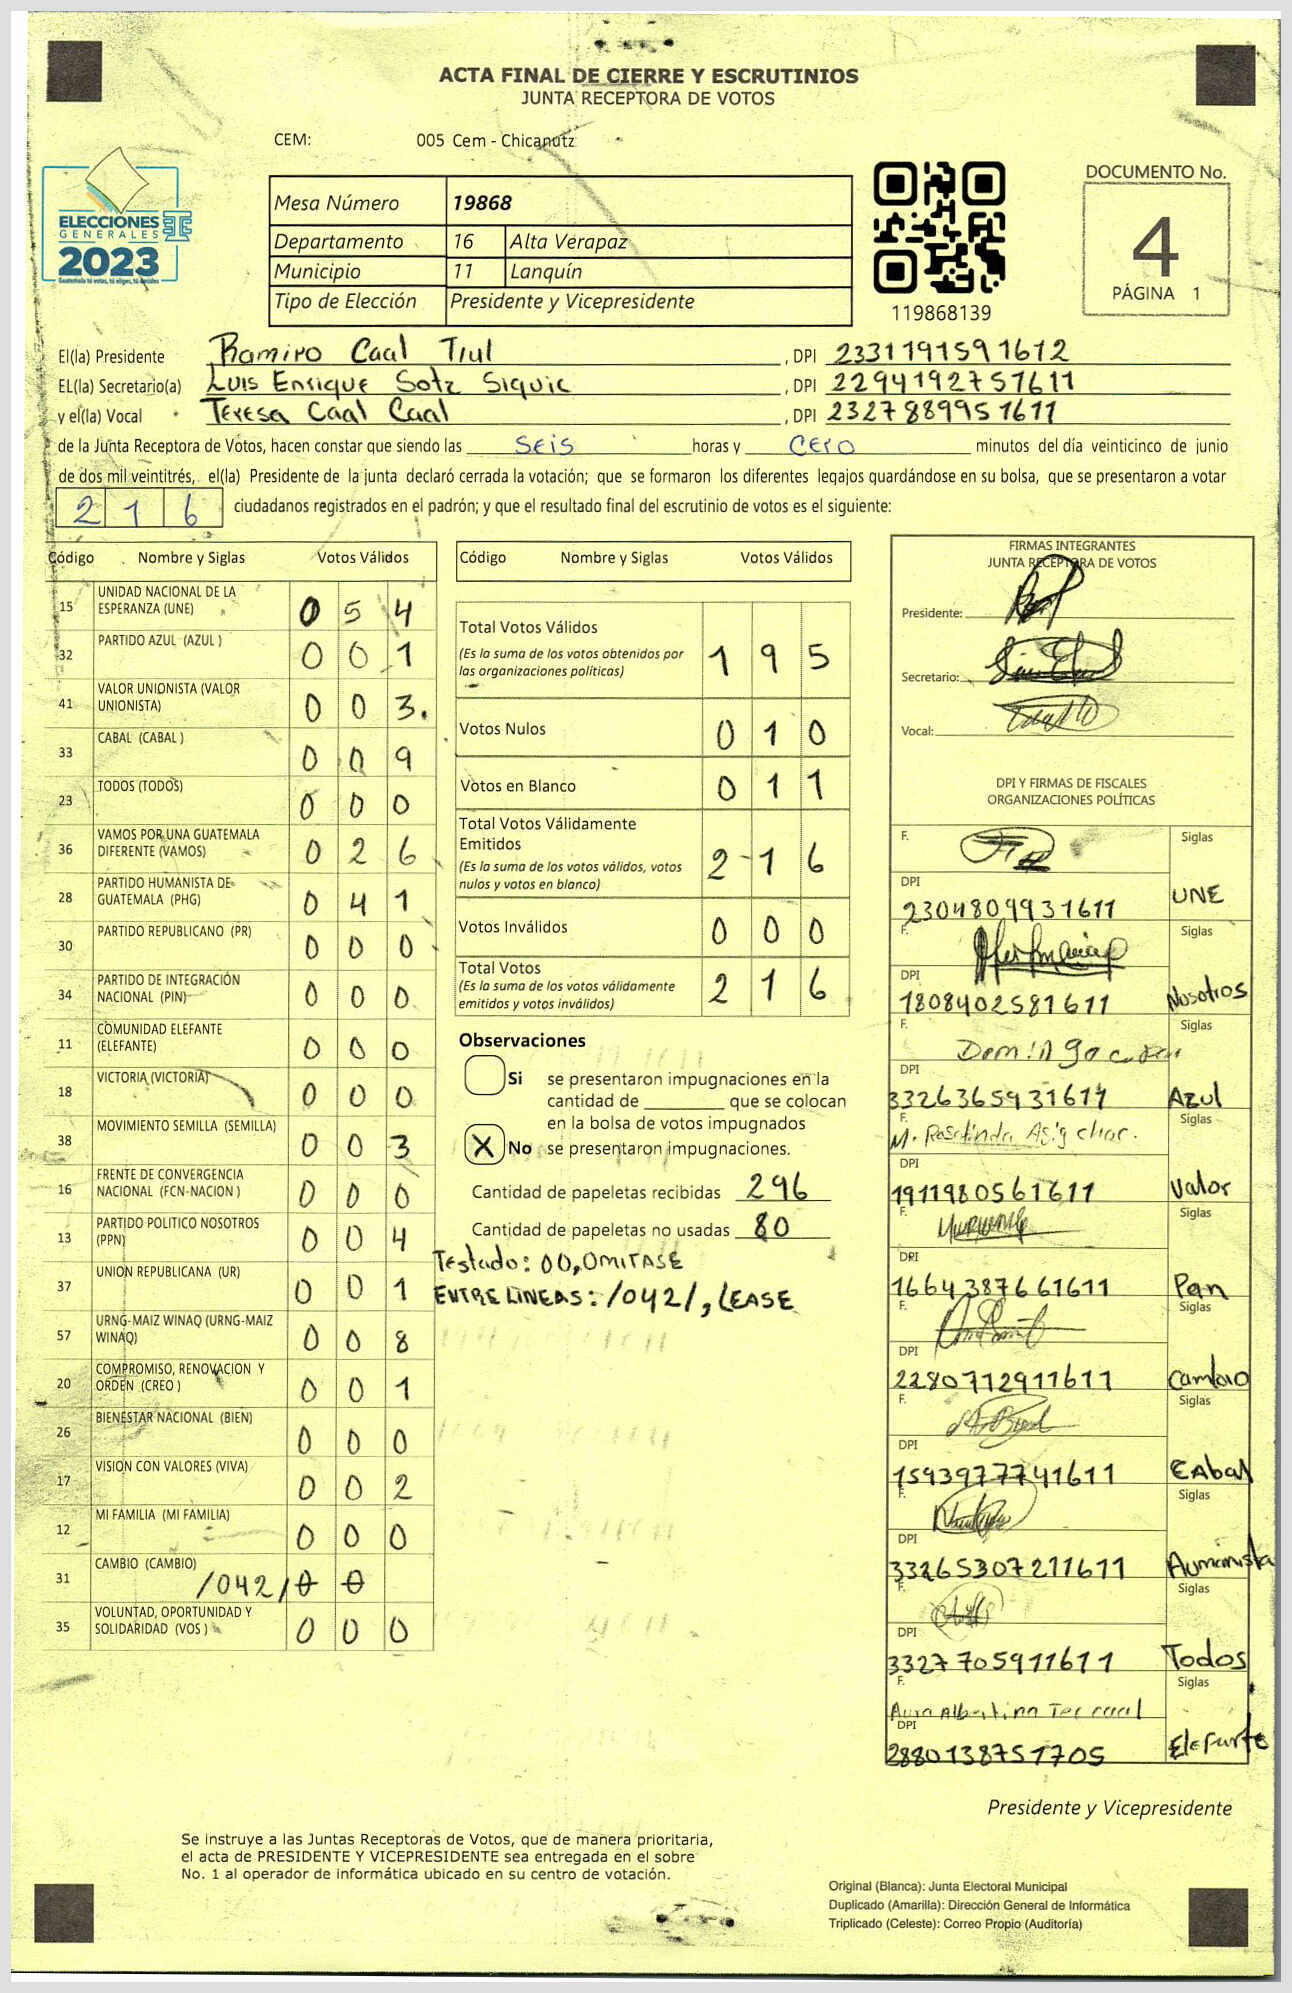 ACTA FINAL DE CIERRE Y ESCRUTINIOS
JUNTA RECEPTORA DE VOTOS
CEM: 005 Cem - Chicanutz
ELECCIONES
GENERALES
2023
Guatemala tú votas, tú eliges, tú decides
TSE
Mesa Número 19868
Departamento 16 Alta Verapaz
Municipio 11 Lanquín
Tipo de Elección Presidente y Vicepresidente
119868139
DOCUMENTO No.
4
PÁGINA 1
El(la) Presidente Ramiro Caal Tiul , DPI 2331191591612
EL(la) Secretario(a) Luis Enrique Sotz Siquic , DPI 2294192751611
y el(la) Vocal Teresa Caal Caal , DPI 2327889951611
de la Junta Receptora de Votos, hacen constar que siendo las SEIS horas y CERO minutos del día veinticinco de junio
de dos mil veintitrés, el(la) Presidente de la junta declaró cerrada la votación; que se formaron los diferentes legajos guardándose en su bolsa, que se presentaron a votar
2 1 6 ciudadanos registrados en el padrón; y que el resultado final del escrutinio de votos es el siguiente:
Código Nombre y Siglas Votos Válidos
15 UNIDAD NACIONAL DE LA ESPERANZA (UNE) 0 5 4
32 PARTIDO AZUL (AZUL ) 0 0 1
41 VALOR UNIONISTA (VALOR UNIONISTA) 0 0 3.
33 CABAL (CABAL ) 0 0 9
23 TODOS (TODOS) 0 0 0
36 VAMOS POR UNA GUATEMALA DIFERENTE (VAMOS) 0 2 6
28 PARTIDO HUMANISTA DE GUATEMALA (PHG) 0 4 1
30 PARTIDO REPUBLICANO (PR) 0 0 0
34 PARTIDO DE INTEGRACIÓN NACIONAL (PIN) 0 0 0
11 COMUNIDAD ELEFANTE (ELEFANTE) 0 0 0
18 VICTORIA (VICTORIA) 0 0 0
38 MOVIMIENTO SEMILLA (SEMILLA) 0 0 3
16 FRENTE DE CONVERGENCIA NACIONAL (FCN-NACION ) 0 0 0
13 PARTIDO POLITICO NOSOTROS (PPN) 0 0 4
37 UNION REPUBLICANA (UR) 0 0 1
57 URNG-MAIZ WINAQ (URNG-MAIZ WINAQ) 0 0 8
20 COMPROMISO, RENOVACION Y ORDEN (CREO ) 0 0 1
26 BIENESTAR NACIONAL (BIEN) 0 0 0
17 VISION CON VALORES (VIVA) 0 0 2
12 MI FAMILIA (MI FAMILIA) 0 0 0
31 CAMBIO (CAMBIO) /042/ 0 0
35 VOLUNTAD, OPORTUNIDAD Y SOLIDARIDAD (VOS ) 0 0 0
Código Nombre y Siglas Votos Válidos
Total Votos Válidos 1 9 5
(Es la suma de los votos obtenidos por
las organizaciones políticas)
Votos Nulos 0 1 0
Votos en Blanco 0 1 1
Total Votos Válidamente
Emitidos 2 1 6
(Es la suma de los votos válidos, votos
nulos y votos en blanco)
Votos Inválidos 0 0 0
Total Votos 2 1 6
(Es la suma de los votos válidamente
emitidos y votos inválidos)
Observaciones
Si se presentaron impugnaciones en la
cantidad de ________ que se colocan
en la bolsa de votos impugnados
X No se presentaron impugnaciones.
Cantidad de papeletas recibidas 296
Cantidad de papeletas no usadas 80
Testado: 00, OMITASE
ENTRE LINEAS: /042/, LEASE
FIRMAS INTEGRANTES
JUNTA RECEPTORA DE VOTOS
Presidente:
Secretario:
Vocal:
DPI Y FIRMAS DE FISCALES
ORGANIZACIONES POLÍTICAS
F. Siglas
DPI 2304809931611 UNE
F. Siglas
DPI 1808402581611 Nosotros
F. Siglas
Domingo
DPI 3326365931611 Azul
F. Siglas
M. Rosalinda Asig choc.
DPI 1911980561611 Valor
F. Siglas
DPI 1664387661611 Pan
F. Siglas
DPI 2280712911611 Cambio
F. Siglas
DPI 1593977741611 CAbal
F. Siglas
DPI 3326530721611
F. Siglas
DPI 3327705911611 Todos
F. Siglas
DPI 2880138751705 Elefante
Presidente y Vicepresidente
Se instruye a las Juntas Receptoras de Votos, que de manera prioritaria,
el acta de PRESIDENTE Y VICEPRESIDENTE sea entregada en el sobre
No. 1 al operador de informática ubicado en su centro de votación.
Original (Blanca): Junta Electoral Municipal
Duplicado (Amarilla): Dirección General de Informática
Triplicado (Celeste): Correo Propio (Auditoría)